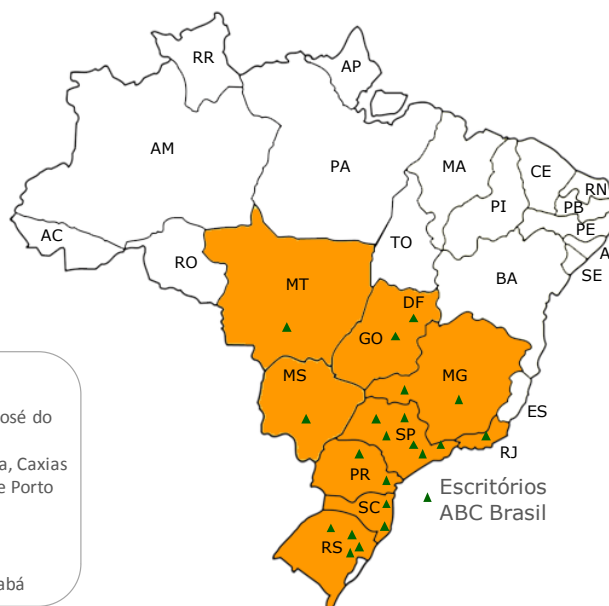 RR
AP
AM
PA
MA
CE
RN
PB
PI
PE
A
SE
AC
RO
TO
BA
MT
DF
GO
MS
MG
ES
SP
RJ
PR
SC
RS
Escritórios
ABC Brasil
osé do
a, Caxias
e Porto
abá